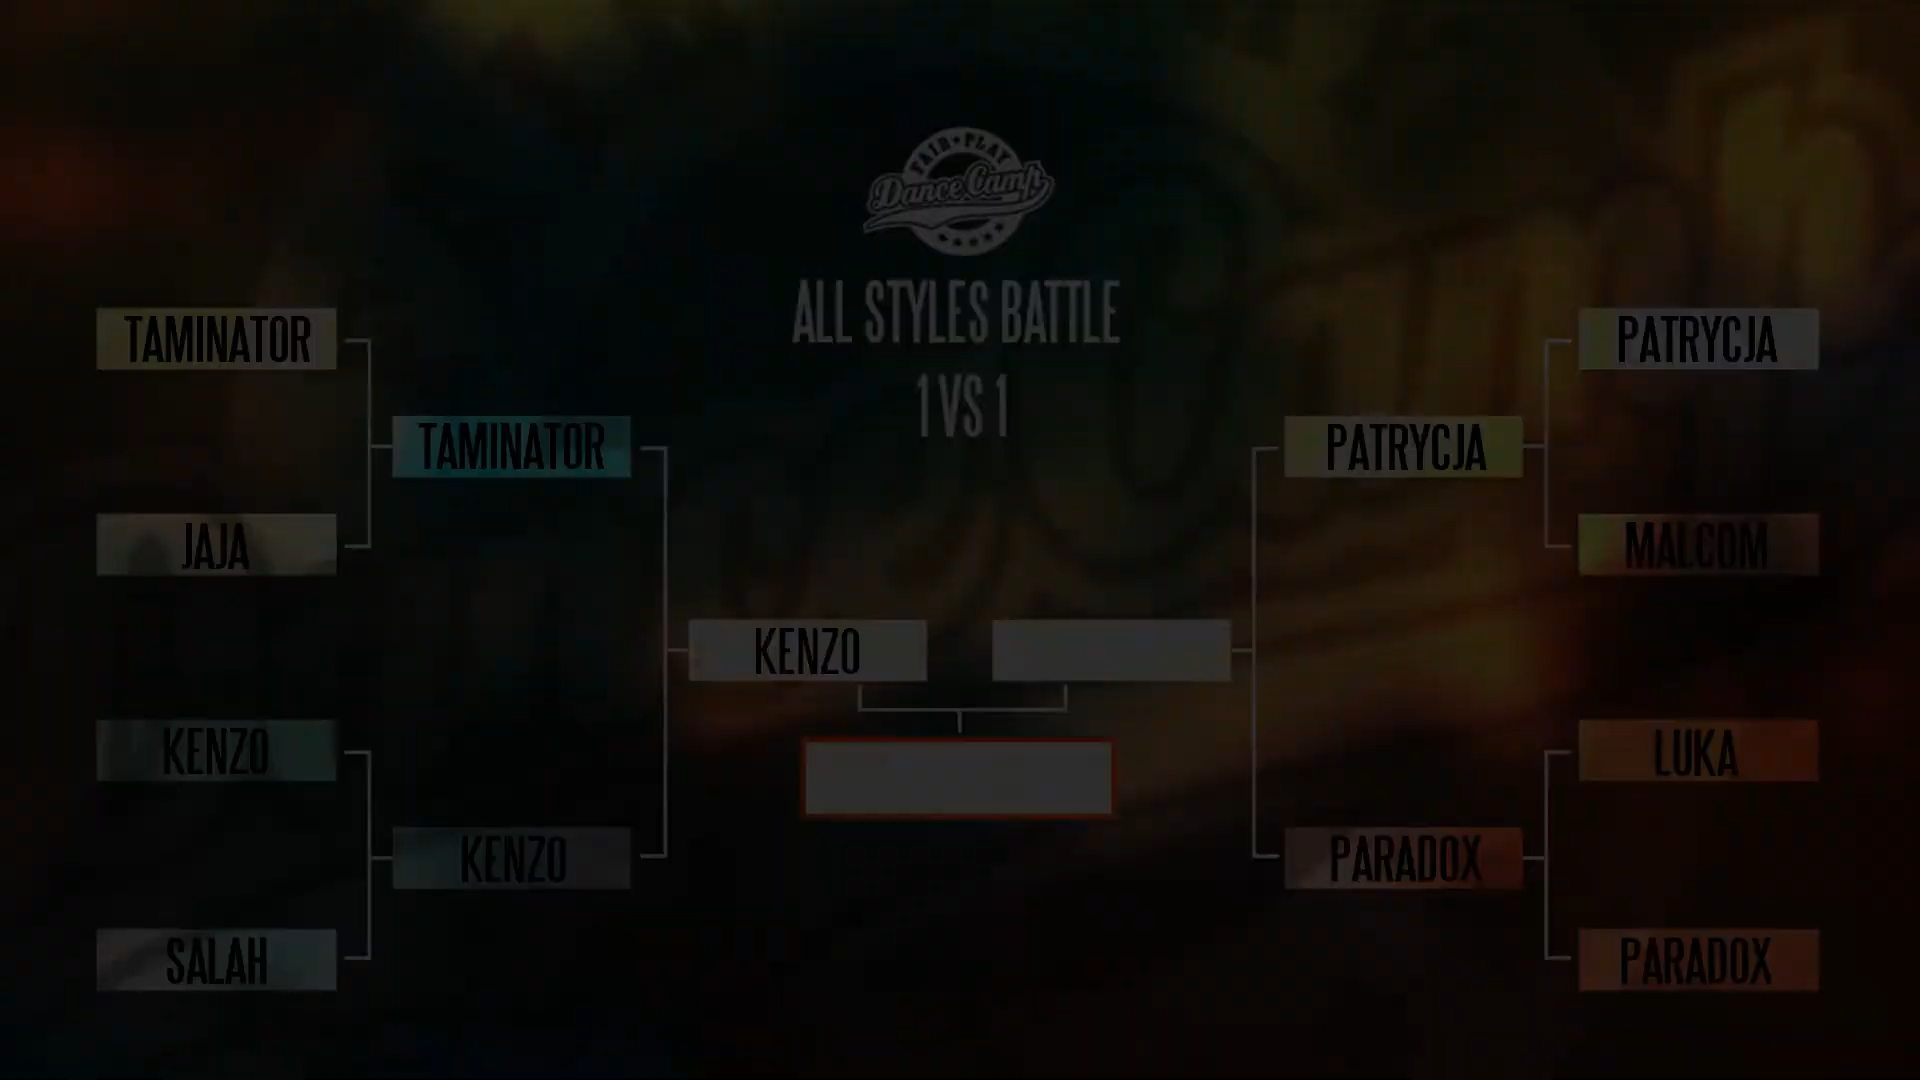 FAIR•PLAY
Dance Camp
ALL STYLES BATTLE
1 VS 1
TAMINATOR
JAJA
KENZO
SALAH
TAMINATOR
KENZO
KENZO
PATRYCJA
PARADOX
PATRYCJA
MALCOM
LUKA
PARADOX